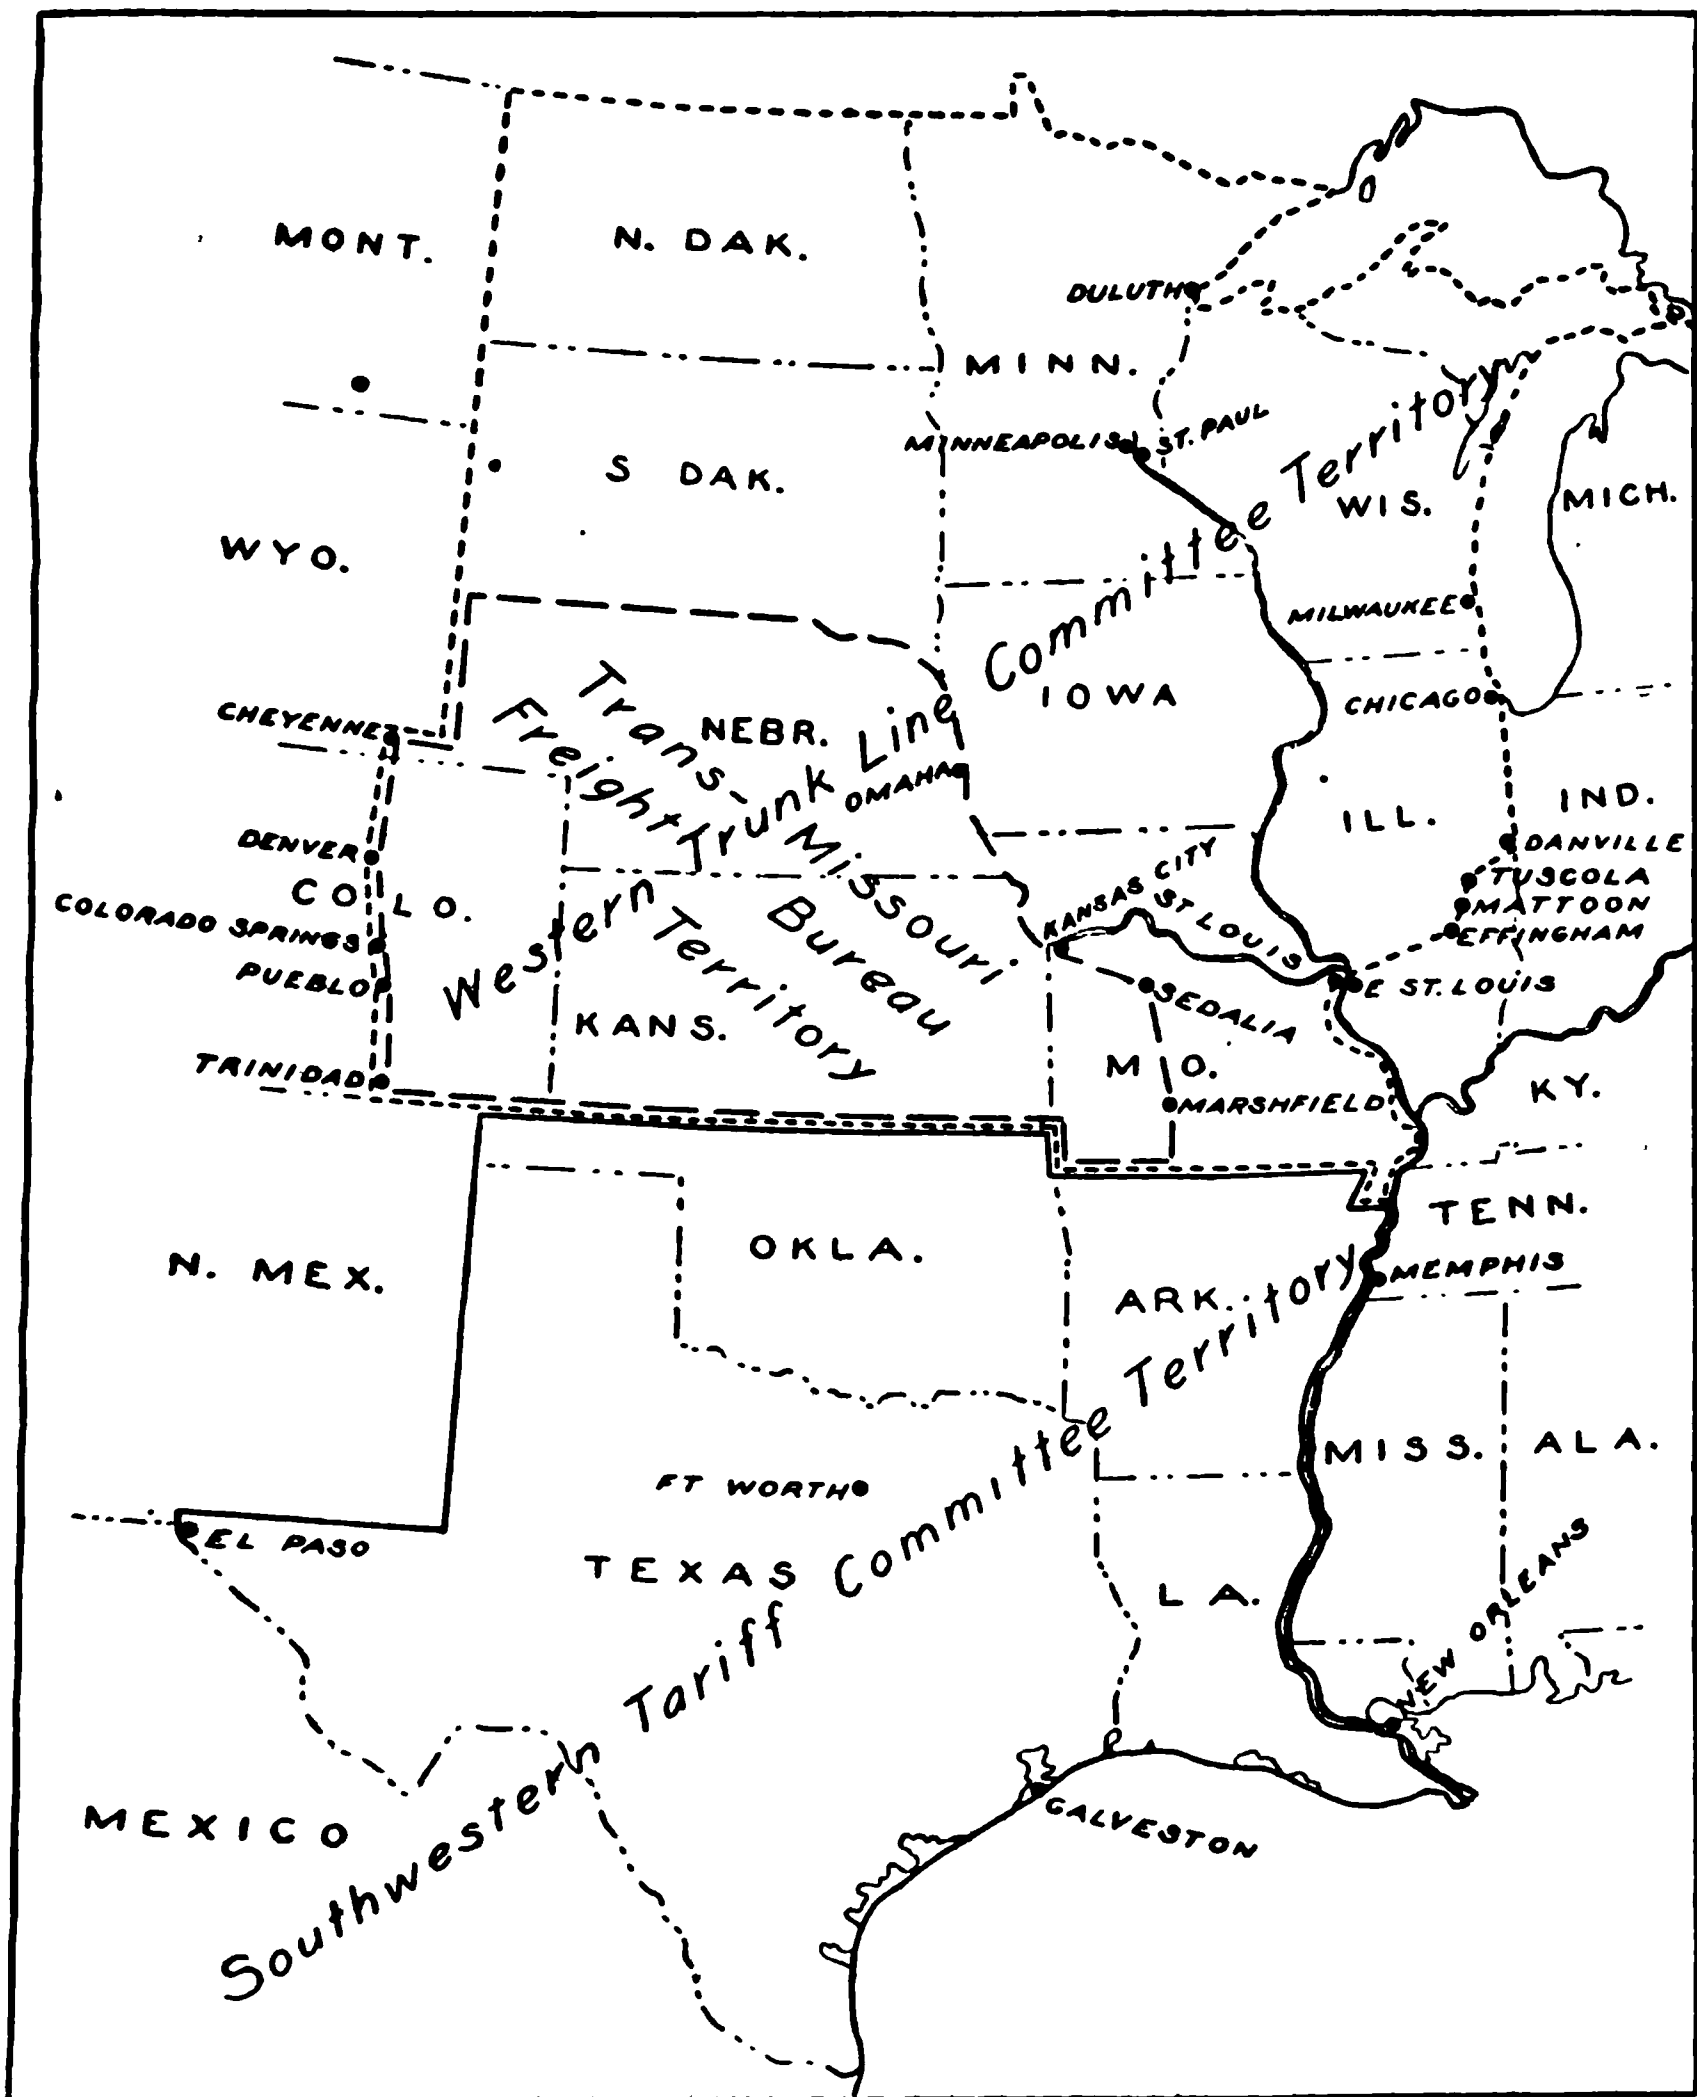 MONT.
N. DAK.
DULUTH
MINN.
MINNEAPOLIS
ST. PAUL
S DAK.
WIS.
MICH.
WYO.
Western Trunk Line Committee Territory
MILWAUKEE
IOWA
CHICAGO
CHEYENNE
NEBR.
OMAHA
Trans-Missouri
Freight Bureau
Territory
ILL.
IND.
DENVER
DANVILLE
COLO.
TUSCOLA
MATTOON
COLORADO SPRINGS
KANSAS CITY
ST LOUIS
EFFINGHAM
PUEBLO
E ST. LOUIS
SEDALIA
KANS.
TRINIDAD
MO.
MARSHFIELD
KY.
TENN.
OKLA.
N. MEX.
MEMPHIS
ARK.
Southwestern Tariff Committee Territory
MISS.
ALA.
FT WORTH
EL PASO
TEXAS
LA.
NEW ORLEANS
MEXICO
GALVESTON